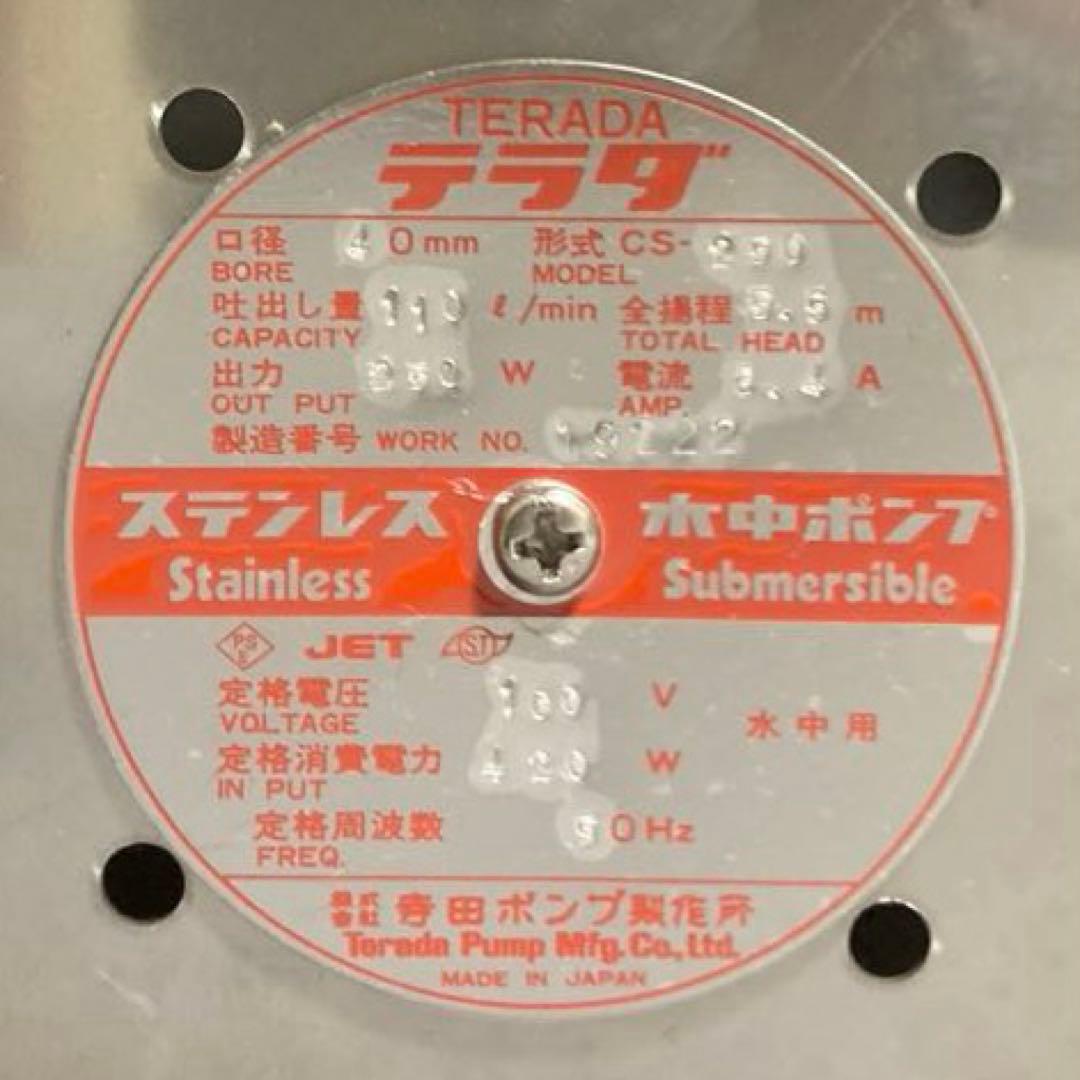 TERADA
テラダ
口径 40mm 形式 CS-
BORE MODEL
吐出し量 110 ℓ/min 全揚程 m
CAPACITY TOTAL HEAD
出力 W 電流 A
OUT PUT AMP.
製造番号 WORK NO.
ステンレス 水中ポンプ
Stainless Submersible
PS E JET
定格電圧 100 V
VOLTAGE 水中用
定格消費電力 420 W
IN PUT
定格周波数 Hz
FREQ.
株式会社 寺田ポンプ製作所
Terada Pump Mfg. Co., Ltd.
MADE IN JAPAN